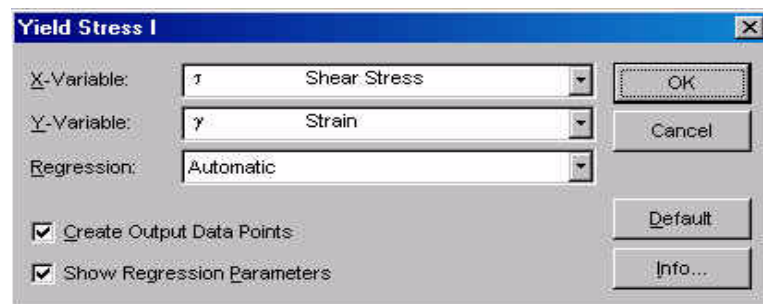 Yield Stress I
X-Variable: τ Shear Stress OK
Y-Variable: γ Strain Cancel
Regression: Automatic
Create Output Data Points Default
Show Regression Parameters Info...